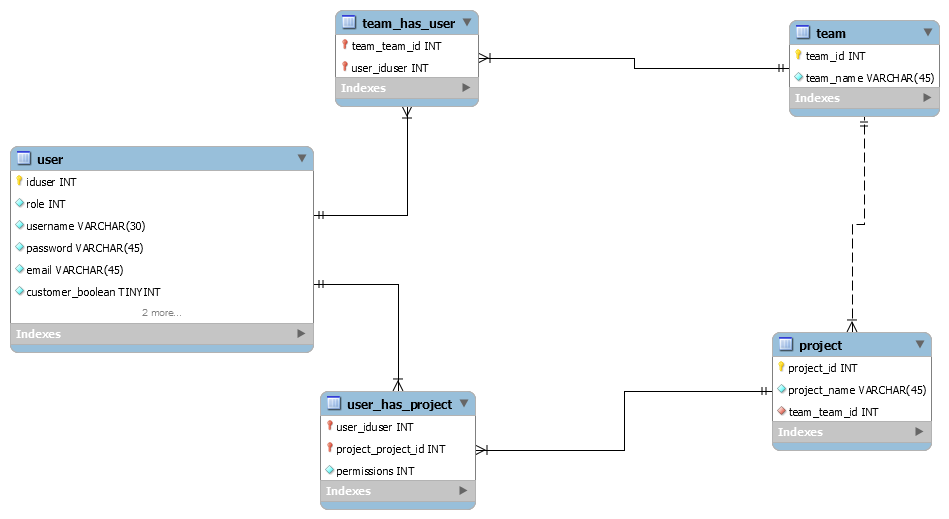 team_has_user
team_team_id INT
user_iduser INT
Indexes
team
team_id INT
team_name VARCHAR(45)
Indexes
user
iduser INT
role INT
username VARCHAR(30)
password VARCHAR(45)
email VARCHAR(45)
customer_boolean TINYINT
2 more...
Indexes
project
project_id INT
project_name VARCHAR(45)
team_team_id INT
Indexes
user_has_project
user_iduser INT
project_project_id INT
permissions INT
Indexes